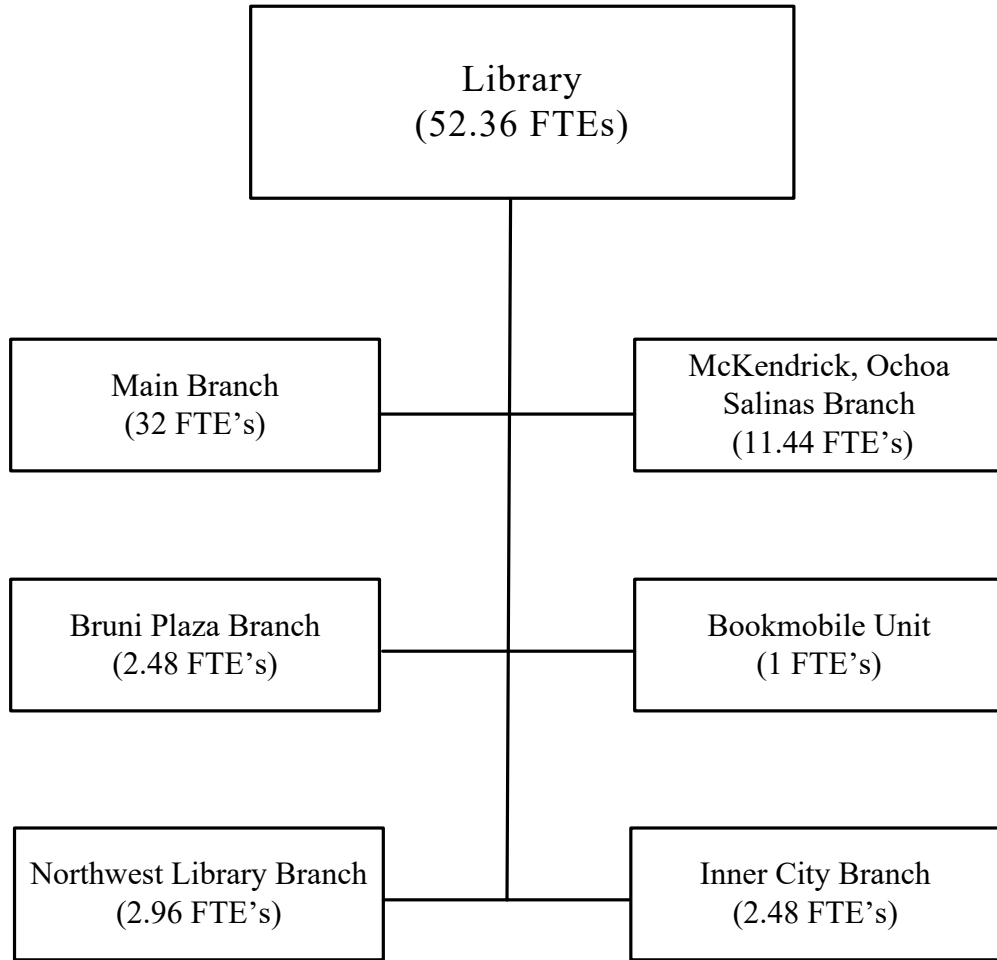 Library
(52.36 FTEs)
Main Branch
(32 FTE’s)
McKendrick, Ochoa
Salinas Branch
(11.44 FTE’s)
Bruni Plaza Branch
(2.48 FTE’s)
Bookmobile Unit
(1 FTE’s)
Northwest Library Branch
(2.96 FTE’s)
Inner City Branch
(2.48 FTE’s)